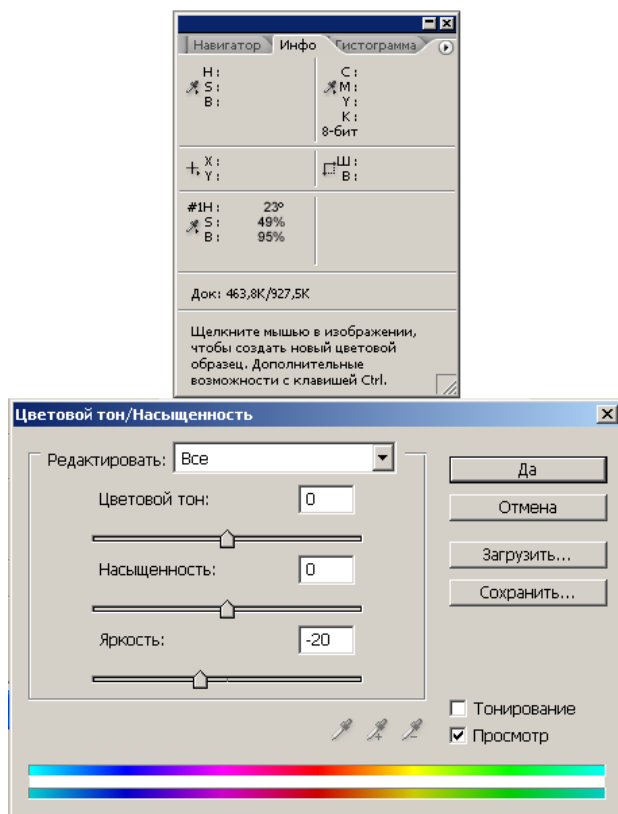 Навигатор Инфо Гистограмма
H: C:
S: M:
B: Y:
K:
8-бит
X: Ш:
Y: В:
#1H: 23°
S: 49%
B: 95%
Док: 463,8K/927,5K
Щелкните мышью в изображении,
чтобы создать новый цветовой
образец. Дополнительные
возможности с клавишей Ctrl.
Цветовой тон/Насыщенность
Редактировать: Все
Да
Цветовой тон: 0
Отмена
Загрузить...
Насыщенность: 0
Сохранить...
Яркость: -20
Тонирование
Просмотр